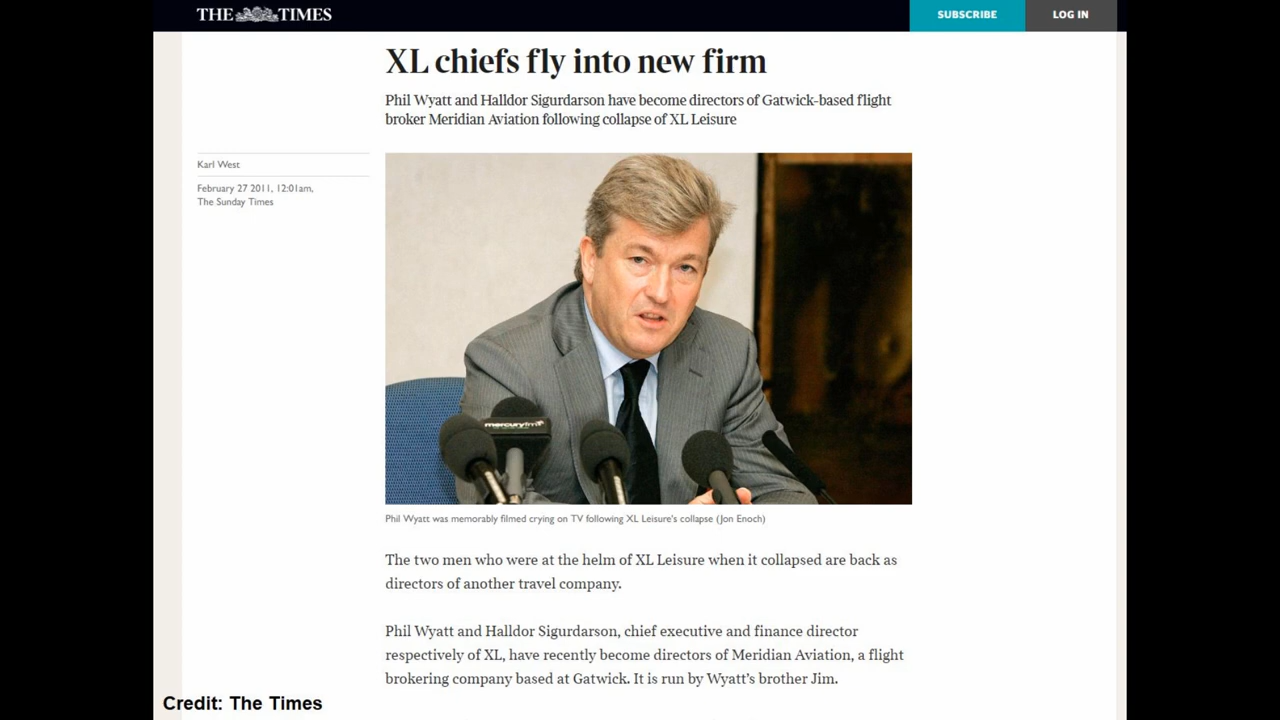 THE TIMES
SUBSCRIBE
LOG IN
XL chiefs fly into new firm
Phil Wyatt and Halldor Sigurdarson have become directors of Gatwick-based flight
broker Meridian Aviation following collapse of XL Leisure
Karl West
February 27 2011, 12:01am,
The Sunday Times
mercuryfm
Phil Wyatt was memorably filmed crying on TV following XL Leisure's collapse (Jon Enoch)
The two men who were at the helm of XL Leisure when it collapsed are back as
directors of another travel company.
Phil Wyatt and Halldor Sigurdarson, chief executive and finance director
respectively of XL, have recently become directors of Meridian Aviation, a flight
brokering company based at Gatwick. It is run by Wyatt’s brother Jim.
Credit: The Times